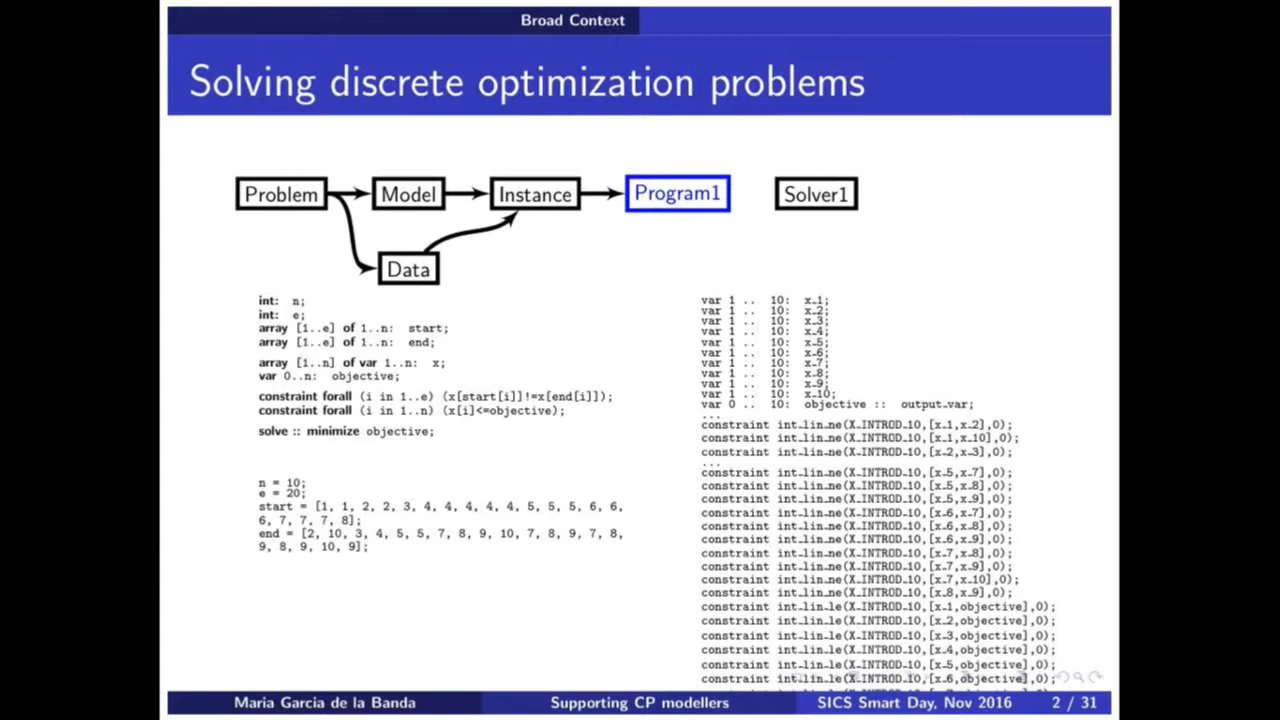 Broad Context
Solving discrete optimization problems
Problem
Model
Instance
Program1
Solver1
Data
int: n;
int: e;
array [1..e] of 1..n: start;
array [1..e] of 1..n: end;
array [1..n] of var 1..n: x;
var 0..n: objective;
constraint forall (i in 1..e) (x[start[i]]!=x[end[i]]);
constraint forall (i in 1..n) (x[i]<=objective);
solve :: minimize objective;
n = 10;
e = 20;
start = [1, 1, 2, 2, 3, 4, 4, 4, 4, 4, 5, 5, 5, 6, 6,
6, 7, 7, 7, 8];
end = [2, 10, 3, 4, 5, 5, 7, 8, 9, 10, 7, 8, 9, 7, 8,
9, 8, 9, 10, 9];
var 1 .. 10: x_1;
var 1 .. 10: x_2;
var 1 .. 10: x_3;
var 1 .. 10: x_4;
var 1 .. 10: x_5;
var 1 .. 10: x_6;
var 1 .. 10: x_7;
var 1 .. 10: x_8;
var 1 .. 10: x_9;
var 1 .. 10: x_10;
var 0 .. 10: objective :: output_var;
...
constraint int_lin_ne(X_INTROD_10,[x_1,x_2],0);
constraint int_lin_ne(X_INTROD_10,[x_1,x_10],0);
constraint int_lin_ne(X_INTROD_10,[x_2,x_3],0);
...
constraint int_lin_ne(X_INTROD_10,[x_5,x_7],0);
constraint int_lin_ne(X_INTROD_10,[x_5,x_8],0);
constraint int_lin_ne(X_INTROD_10,[x_5,x_9],0);
constraint int_lin_ne(X_INTROD_10,[x_6,x_7],0);
constraint int_lin_ne(X_INTROD_10,[x_6,x_8],0);
constraint int_lin_ne(X_INTROD_10,[x_6,x_9],0);
constraint int_lin_ne(X_INTROD_10,[x_7,x_8],0);
constraint int_lin_ne(X_INTROD_10,[x_7,x_9],0);
constraint int_lin_ne(X_INTROD_10,[x_7,x_10],0);
constraint int_lin_ne(X_INTROD_10,[x_8,x_9],0);
constraint int_lin_le(X_INTROD_10,[x_1,objective],0);
constraint int_lin_le(X_INTROD_10,[x_2,objective],0);
constraint int_lin_le(X_INTROD_10,[x_3,objective],0);
constraint int_lin_le(X_INTROD_10,[x_4,objective],0);
constraint int_lin_le(X_INTROD_10,[x_5,objective],0);
constraint int_lin_le(X_INTROD_10,[x_6,objective],0);
Maria Garcia de la Banda
Supporting CP modellers
SICS Smart Day, Nov 2016
2 / 31